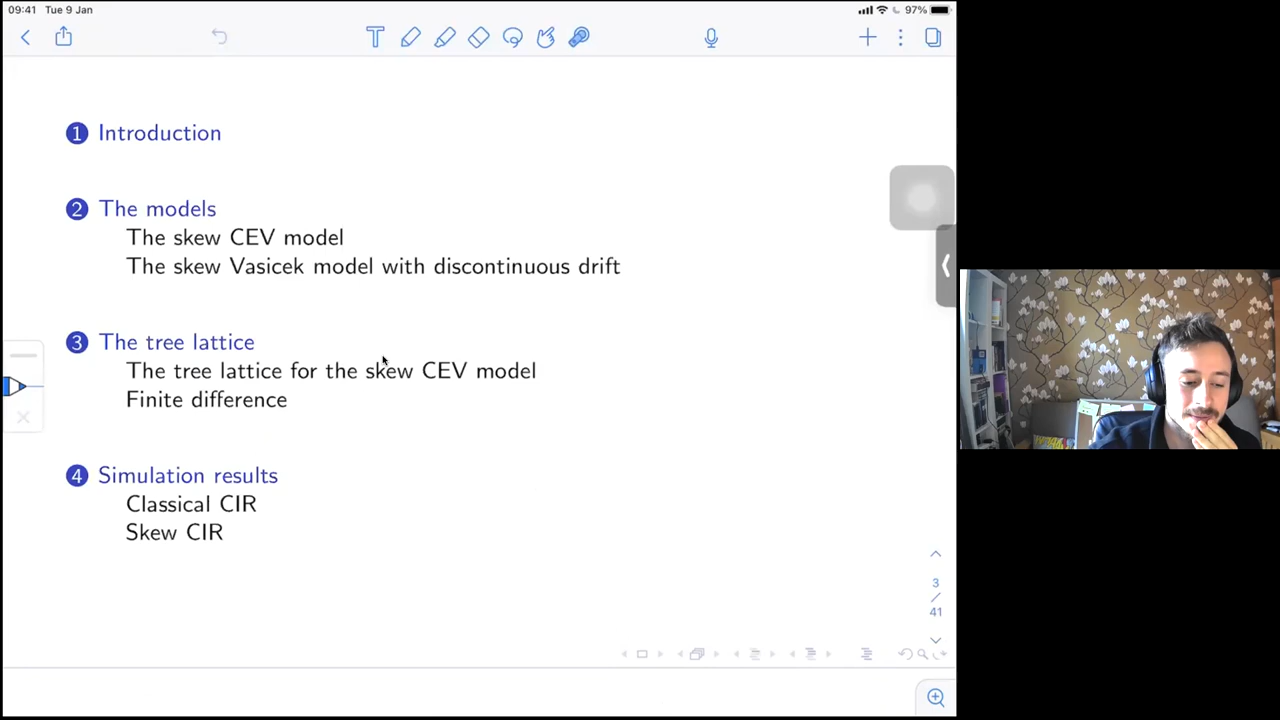 09:41 Tue 9 Jan
97%
T
1 Introduction
2 The models
The skew CEV model
The skew Vasicek model with discontinuous drift
3 The tree lattice
The tree lattice for the skew CEV model
Finite difference
4 Simulation results
Classical CIR
Skew CIR
3
/
41